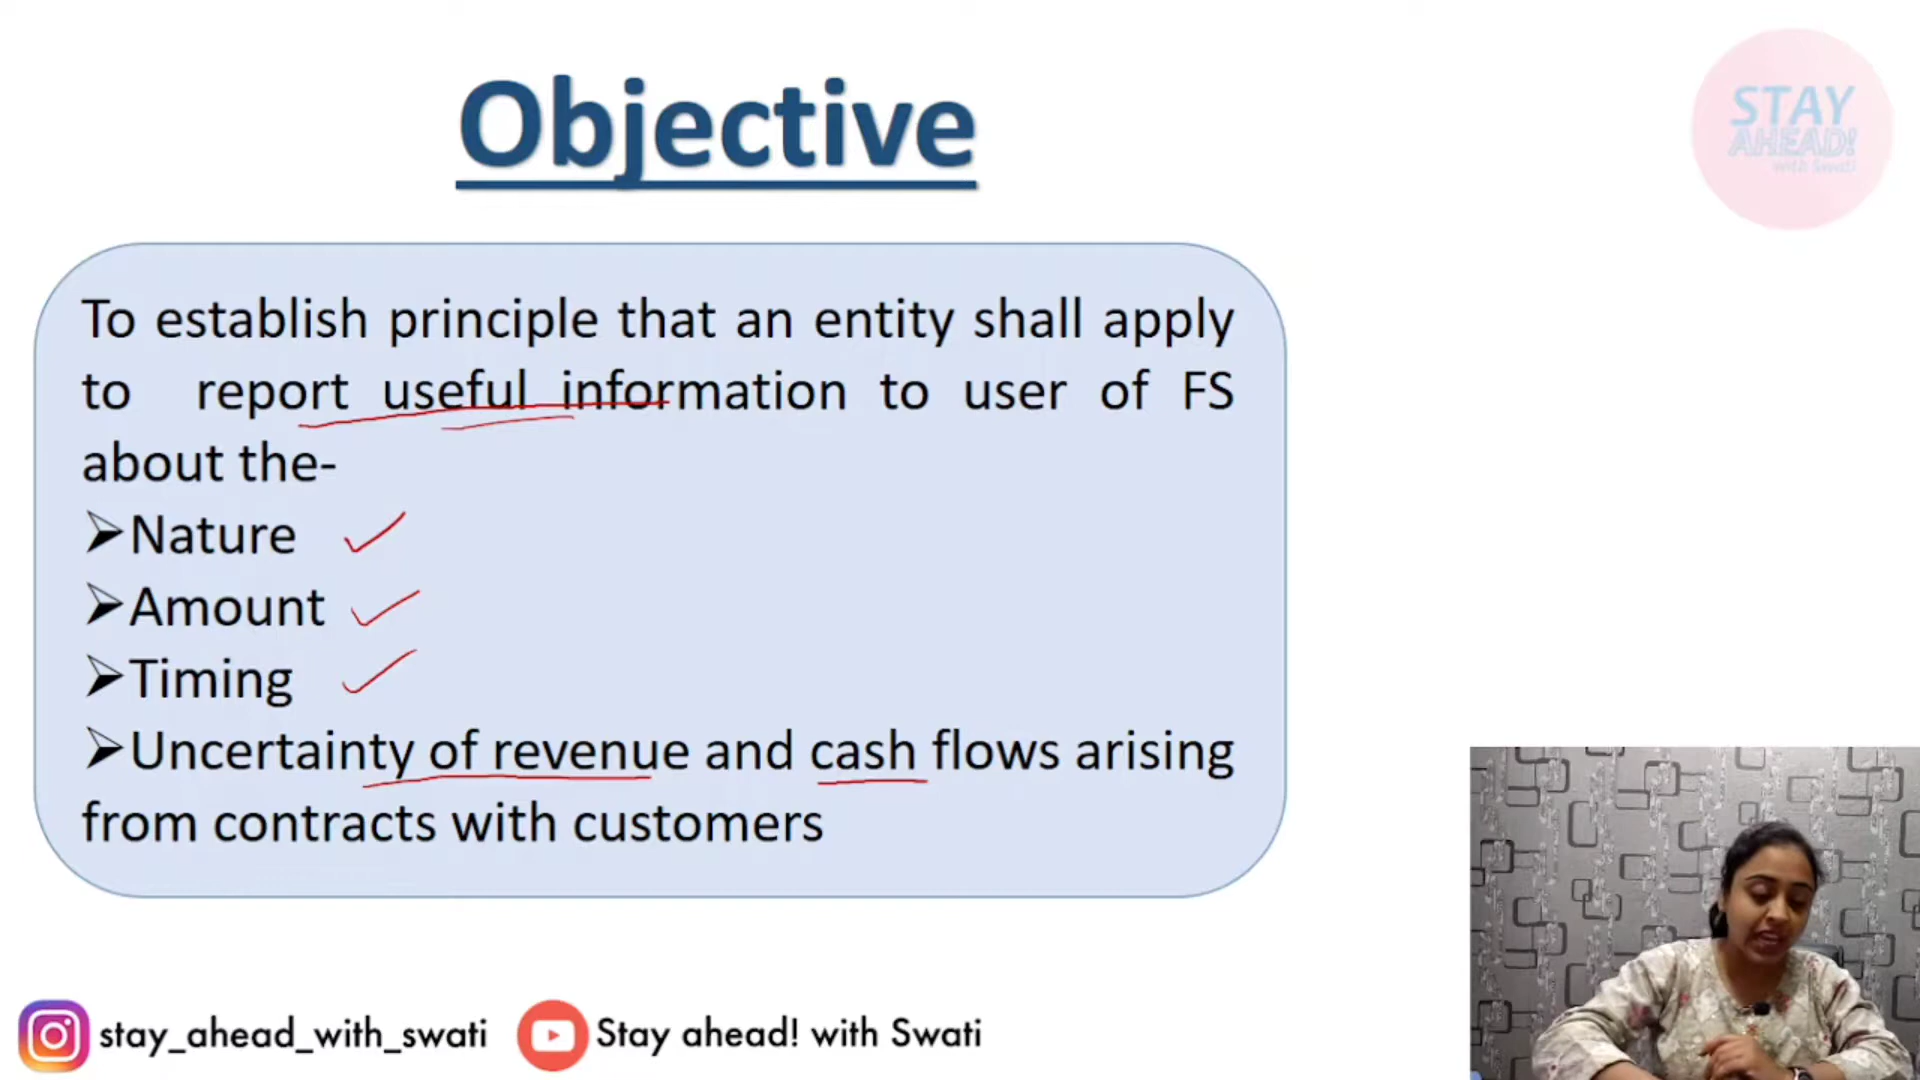 Objective
STAY
AHEAD!
with Swati
To establish principle that an entity shall apply
to report useful information to user of FS
about the-
➢Nature
➢Amount
➢Timing
➢Uncertainty of revenue and cash flows arising
from contracts with customers
stay_ahead_with_swati
Stay ahead! with Swati